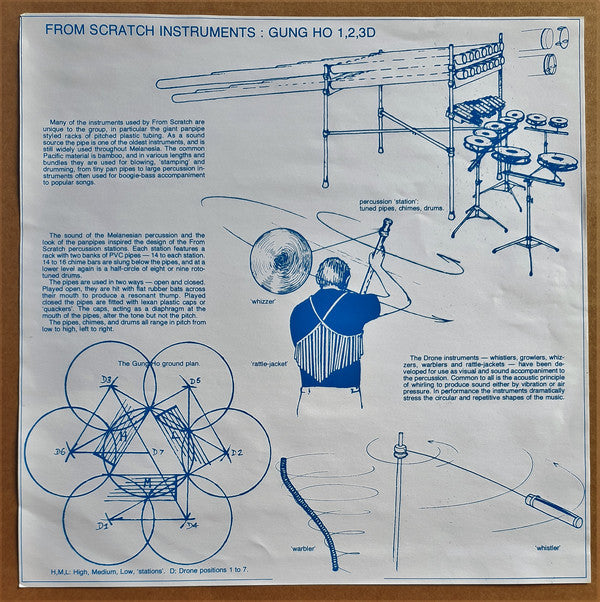 FROM SCRATCH INSTRUMENTS : GUNG HO 1,2,3D
Many of the instruments used by From Scratch are
unique to the group, in particular the giant panpipe
styled racks of pitched plastic tubing. As a sound
source the pipe is one of the oldest instruments, and is
still widely used throughout Melanesia. The common
Pacific material is bamboo, and in various lengths and
bundles they are used for blowing, 'stamping' and
drumming, from tiny pan pipes to large percussion in-
struments often used for boogie-bass accompaniment
to popular songs.
percussion 'station':
tuned pipes, chimes, drums.
The sound of the Melanesian percussion and the
look of the panpipes inspired the design of the From
Scratch percussion stations. Each station features a
rack with two banks of PVC pipes — 14 to each station.
14 to 16 chime bars are slung below the pipes, and at a
lower level again is a half-circle of eight or nine roto-
tuned drums.
The pipes are used in two ways — open and closed.
Played open, they are hit with flat rubber bats across
their mouth to produce a resonant thump. Played
closed the pipes are fitted with lexan plastic caps or
'quackers'. The caps, acting as a diaphragm at the
mouth of the pipes, alter the tone but not the pitch.
The pipes, chimes, and drums all range in pitch from
low to high, left to right.
'whizzer'
'rattle-jacket'
The Drone instruments — whistlers, growlers, whiz-
zers, warblers and rattle-jackets — have been de-
veloped for use as visual and sound accompaniment to
the percussion. Common to all is the acoustic principle
of whirling to produce sound either by vibration or air
pressure. In performance the instruments dramatically
stress the circular and repetitive shapes of the music.
The Gung Ho ground plan.
D3
D5
H
L
D6
D7
D2
M
D1
D4
'warbler'
'whistler'
H,M,L: High, Medium, Low, 'stations'. D: Drone positions 1 to 7.